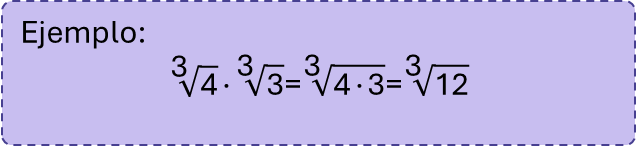 Ejemplo:
∛4 · ∛3 = ∛(4 · 3) = ∛12